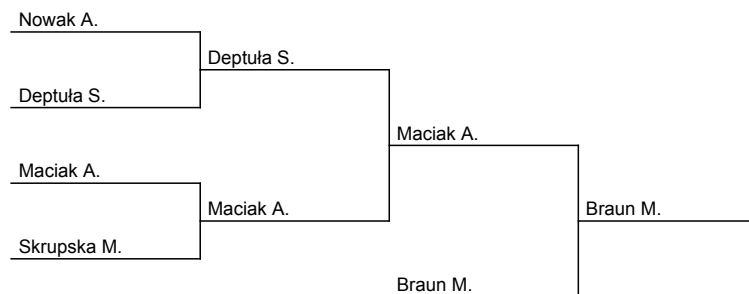 Nowak A.
Deptuła S.
Deptuła S.
Maciak A.
Maciak A.
Maciak A.
Braun M.
Skrupska M.
Braun M.